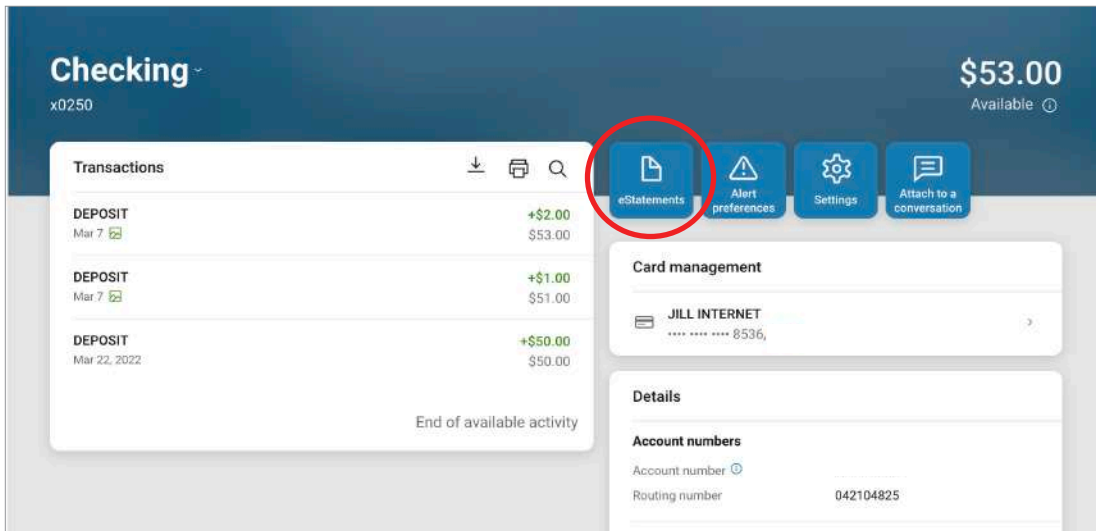 Checking
$53.00
x0250
Available
Transactions
DEPOSIT
+$2.00
Mar 7
$53.00
DEPOSIT
+$1.00
Mar 7
$51.00
DEPOSIT
+$50.00
Mar 22, 2022
$50.00
End of available activity
eStatements
Alert
preferences
Settings
Attach to a
conversation
Card management
JILL INTERNET
•••• •••• •••• 8536,
Details
Account numbers
Account number
Routing number
042104825